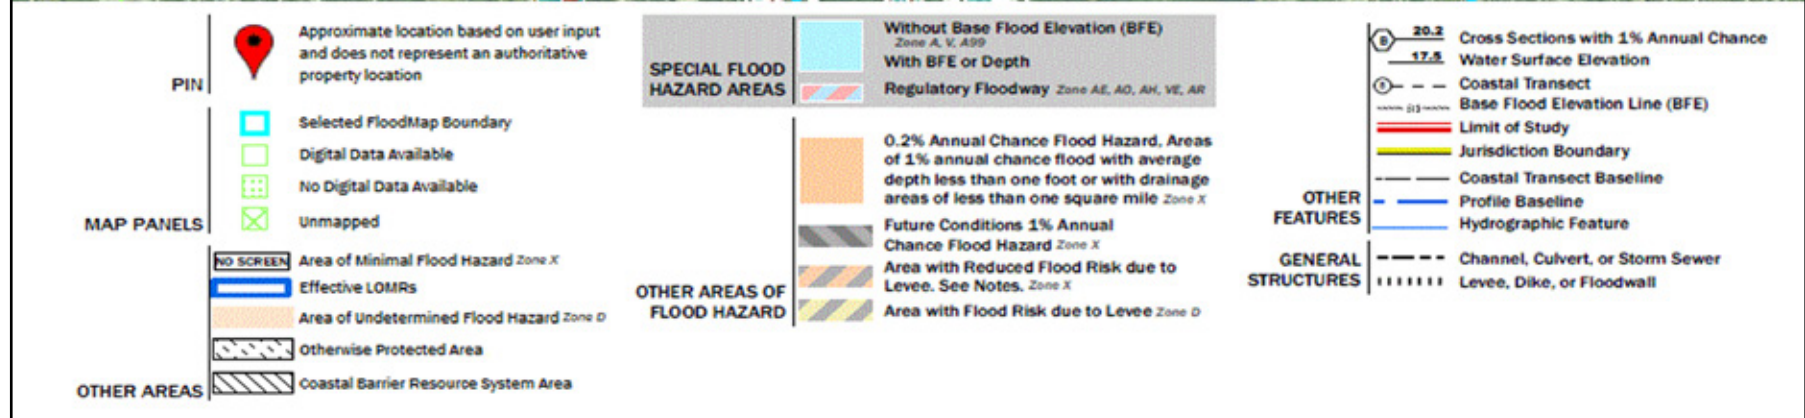 PIN
Approximate location based on user input
and does not represent an authoritative
property location
MAP PANELS
Selected FloodMap Boundary
Digital Data Available
No Digital Data Available
Unmapped
OTHER AREAS
NO SCREEN Area of Minimal Flood Hazard Zone X
Effective LOMRs
Area of Undetermined Flood Hazard Zone D
Otherwise Protected Area
Coastal Barrier Resource System Area
SPECIAL FLOOD
HAZARD AREAS
Without Base Flood Elevation (BFE)
Zone A, V, A99
With BFE or Depth
Regulatory Floodway Zone AE, AO, AH, VE, AR
OTHER AREAS OF
FLOOD HAZARD
0.2% Annual Chance Flood Hazard, Areas
of 1% annual chance flood with average
depth less than one foot or with drainage
areas of less than one square mile Zone X
Future Conditions 1% Annual
Chance Flood Hazard Zone X
Area with Reduced Flood Risk due to
Levee. See Notes. Zone X
Area with Flood Risk due to Levee Zone D
OTHER
FEATURES
B 20.2 Cross Sections with 1% Annual Chance
17.5 Water Surface Elevation
Coastal Transect
Base Flood Elevation Line (BFE)
Limit of Study
Jurisdiction Boundary
Coastal Transect Baseline
Profile Baseline
Hydrographic Feature
GENERAL
STRUCTURES
Channel, Culvert, or Storm Sewer
Levee, Dike, or Floodwall